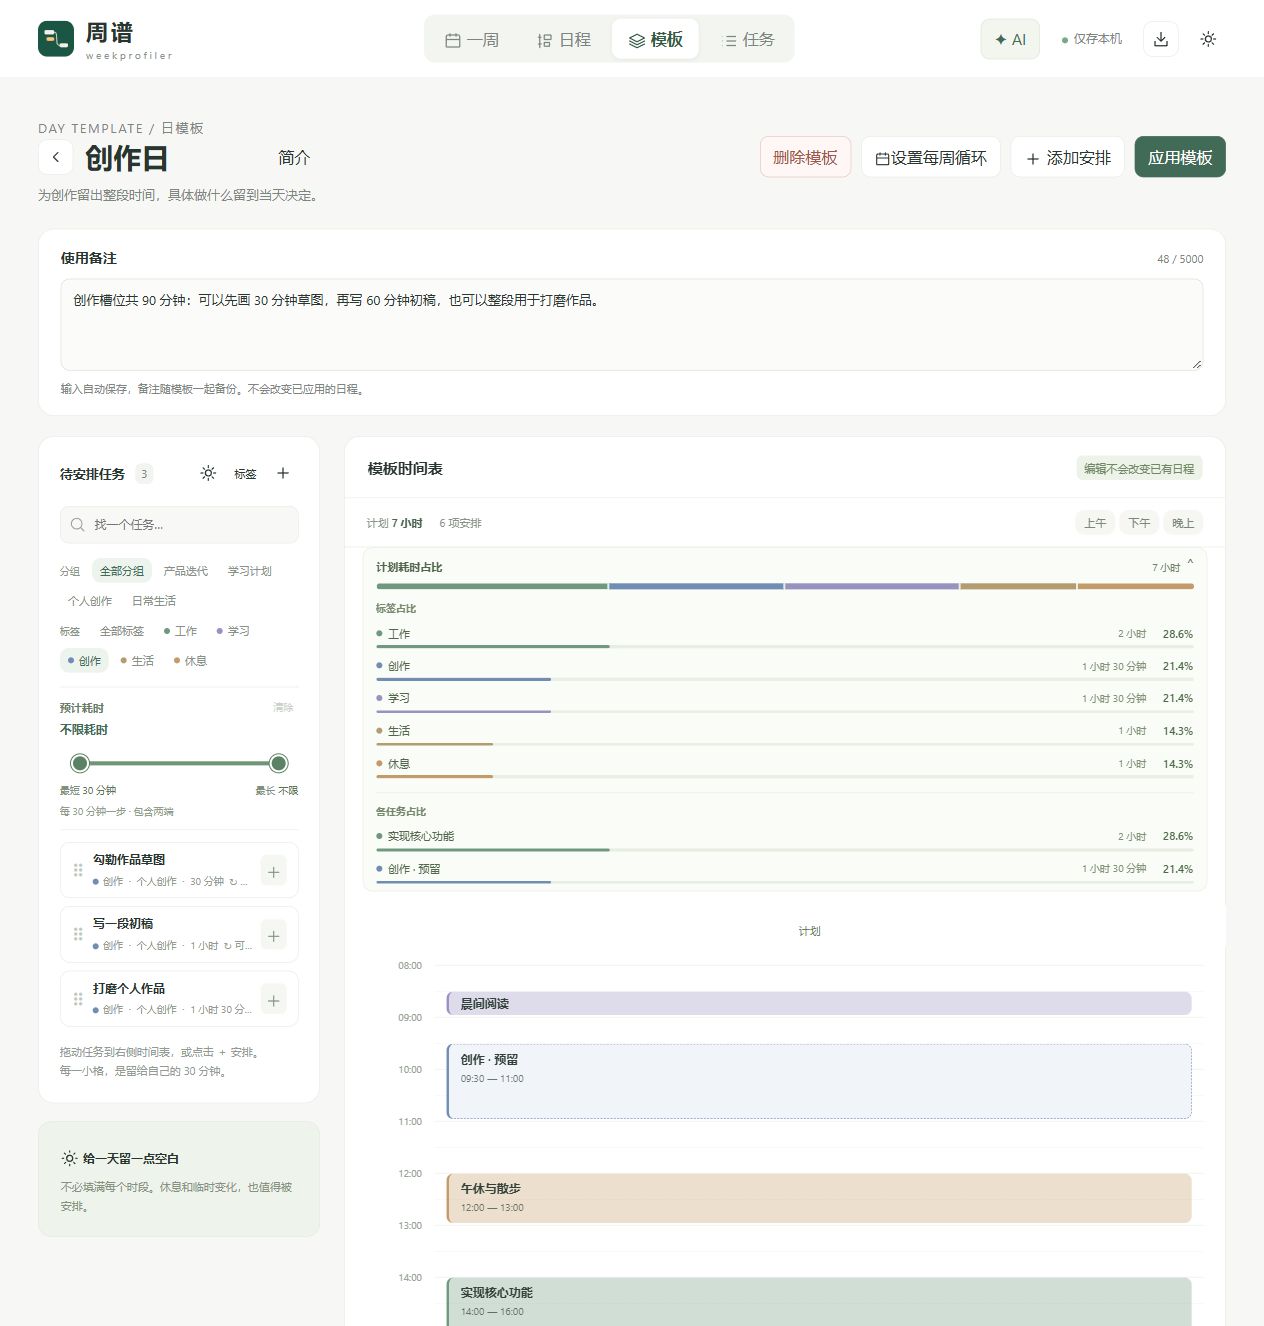 周谱
weekprofiler
一周
日程
模板
任务
AI
仅存本机
DAY TEMPLATE / 日模板
创作日
简介
删除模板
设置每周循环
添加安排
应用模板
为创作留出整段时间，具体做什么留到当天决定。
使用备注
48 / 5000
创作槽位共 90 分钟：可以先画 30 分钟草图，再写 60 分钟初稿，也可以整段用于打磨作品。
输入自动保存，备注随模板一起备份。不会改变已应用的日程。
待安排任务 3
标签
找一个任务...
分组 全部分组 产品迭代 学习计划
个人创作 日常生活
标签 全部标签 工作 学习
创作 生活 休息
预计耗时 清除
不限耗时
最短 30 分钟 最长 不限
每 30 分钟一步 · 包含两端
勾勒作品草图
创作 · 个人创作 · 30 分钟 ↻ ...
写一段初稿
创作 · 个人创作 · 1 小时 ↻ 可...
打磨个人作品
创作 · 个人创作 · 1 小时 30 分...
拖动任务到右侧时间表，或点击 + 安排。
每一小格，是留给自己的 30 分钟。
给一天留一点空白
不必填满每个时段。休息和临时变化，也值得被
安排。
模板时间表
编辑不会改变已有日程
计划 7 小时 6 项安排
上午 下午 晚上
计划耗时占比 7 小时
标签占比
工作 2 小时 28.6%
创作 1 小时 30 分钟 21.4%
学习 1 小时 30 分钟 21.4%
生活 1 小时 14.3%
休息 1 小时 14.3%
各任务占比
实现核心功能 2 小时 28.6%
创作 · 预留 1 小时 30 分钟 21.4%
计划
08:00
晨间阅读
09:00
创作 · 预留
10:00
09:30 — 11:00
11:00
12:00
午休与散步
12:00 — 13:00
13:00
14:00
实现核心功能
14:00 — 16:00